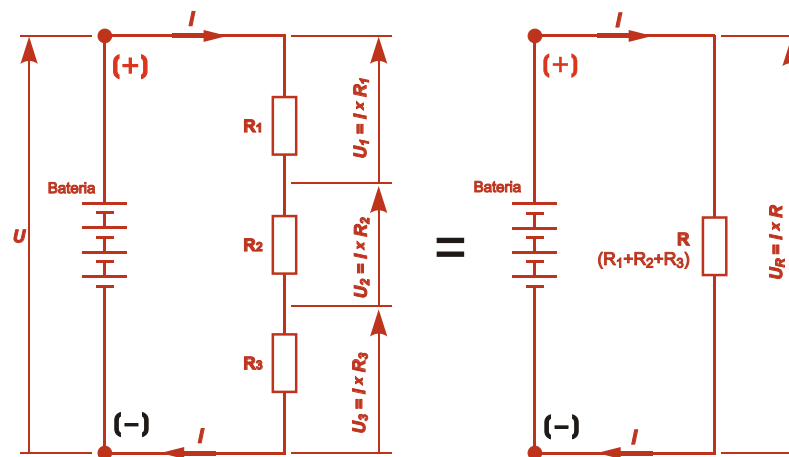 I
(+)
R1
U1 = I x R1
Bateria
U
R2
U2 = I x R2
R3
U3 = I x R3
(−)
I
=
I
(+)
Bateria
R
(R1+R2+R3)
UR = I x R
(−)
I